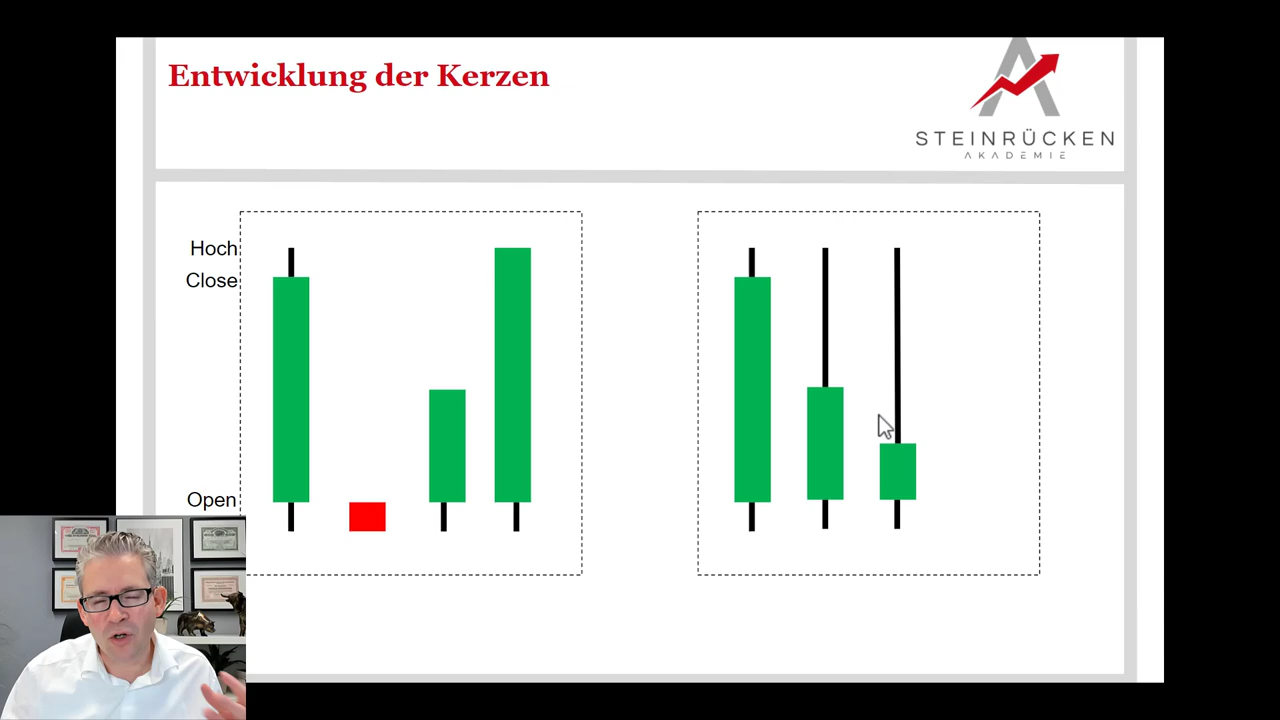 Entwicklung der Kerzen
STEINRÜCKEN
AKADEMIE
Hoch
Close
Open